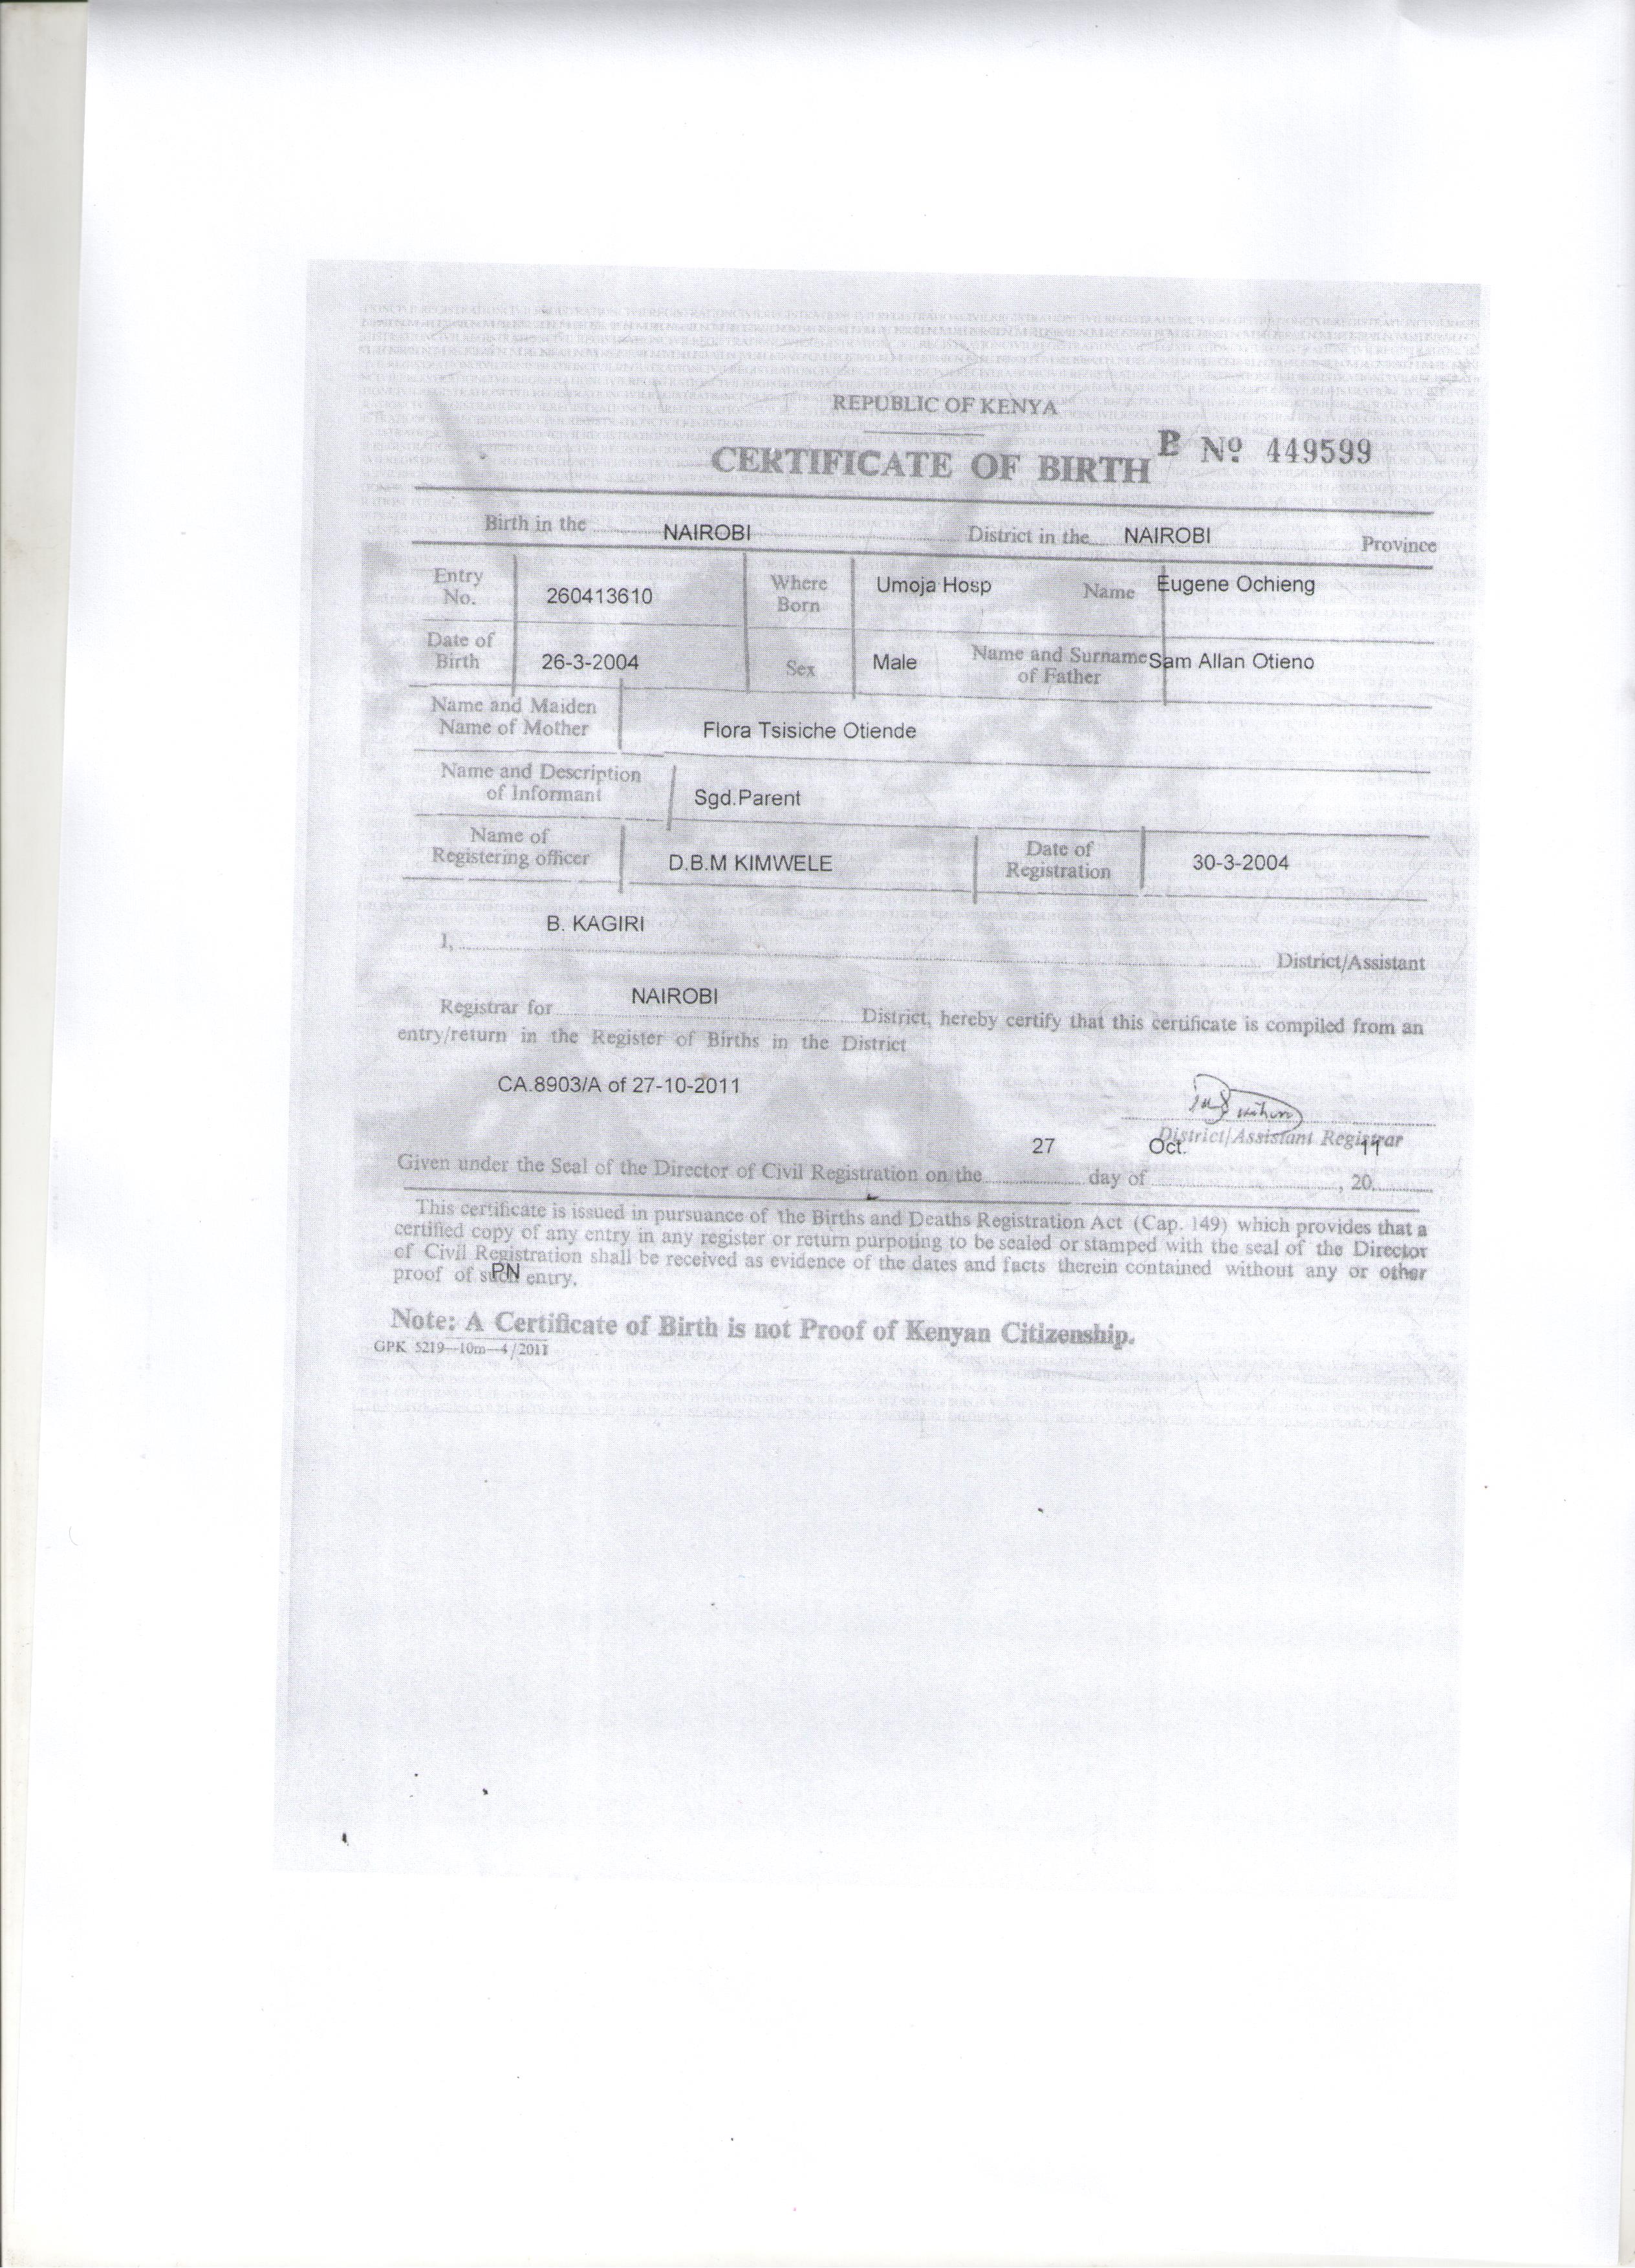 REPUBLIC OF KENYA
CERTIFICATE OF BIRTH B Nº 449599
Birth in the NAIROBI District in the NAIROBI Province
Entry No. 260413610 Where Born Umoja Hosp Name Eugene Ochieng
Date of Birth 26-3-2004 Sex Male Name and Surname of Father Sam Allan Otieno
Name and Maiden Name of Mother Flora Tsisiche Otiende
Name and Description of Informant Sgd.Parent
Name of Registering officer D.B.M KIMWELE Date of Registration 30-3-2004
I, B. KAGIRI District/Assistant
Registrar for NAIROBI District, hereby certify that this certificate is compiled from an
entry/return in the Register of Births in the District
CA.8903/A of 27-10-2011
District/Assistant Registrar
Given under the Seal of the Director of Civil Registration on the 27 day of Oct. , 20 11
This certificate is issued in pursuance of the Births and Deaths Registration Act (Cap. 149) which provides that a
certified copy of any entry in any register or return purpoting to be sealed or stamped with the seal of the Director
of Civil Registration shall be received as evidence of the dates and facts therein contained without any or other
proof of such entry.
PN
Note: A Certificate of Birth is not Proof of Kenyan Citizenship.
GPK 5219—10m—4/2011